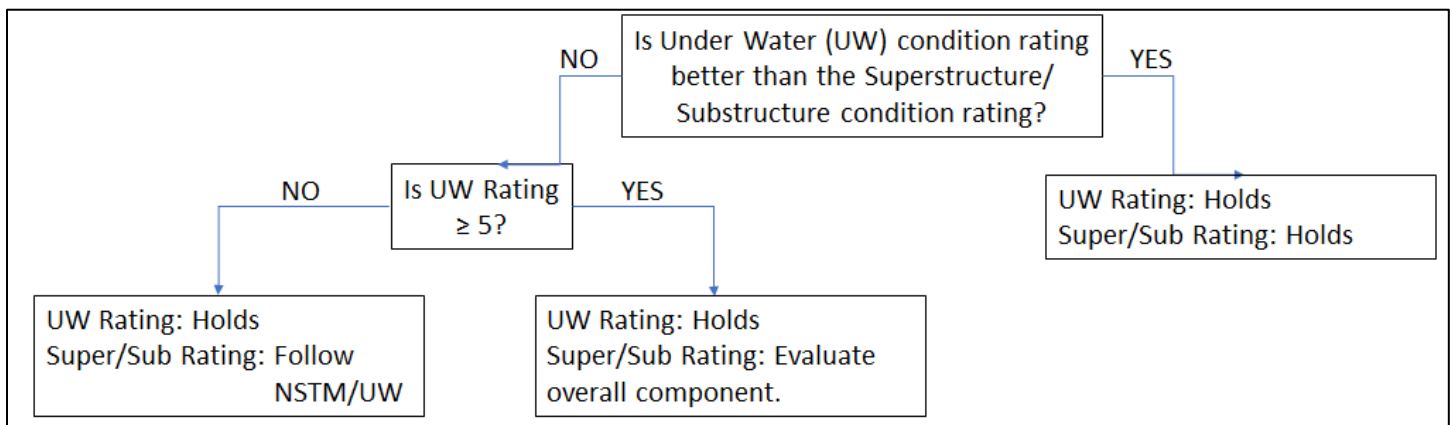 Is Under Water (UW) condition rating
better than the Superstructure/
Substructure condition rating?
NO
YES
Is UW Rating
≥ 5?
NO
YES
UW Rating: Holds
Super/Sub Rating: Holds
UW Rating: Holds
Super/Sub Rating: Follow
NSTM/UW
UW Rating: Holds
Super/Sub Rating: Evaluate
overall component.